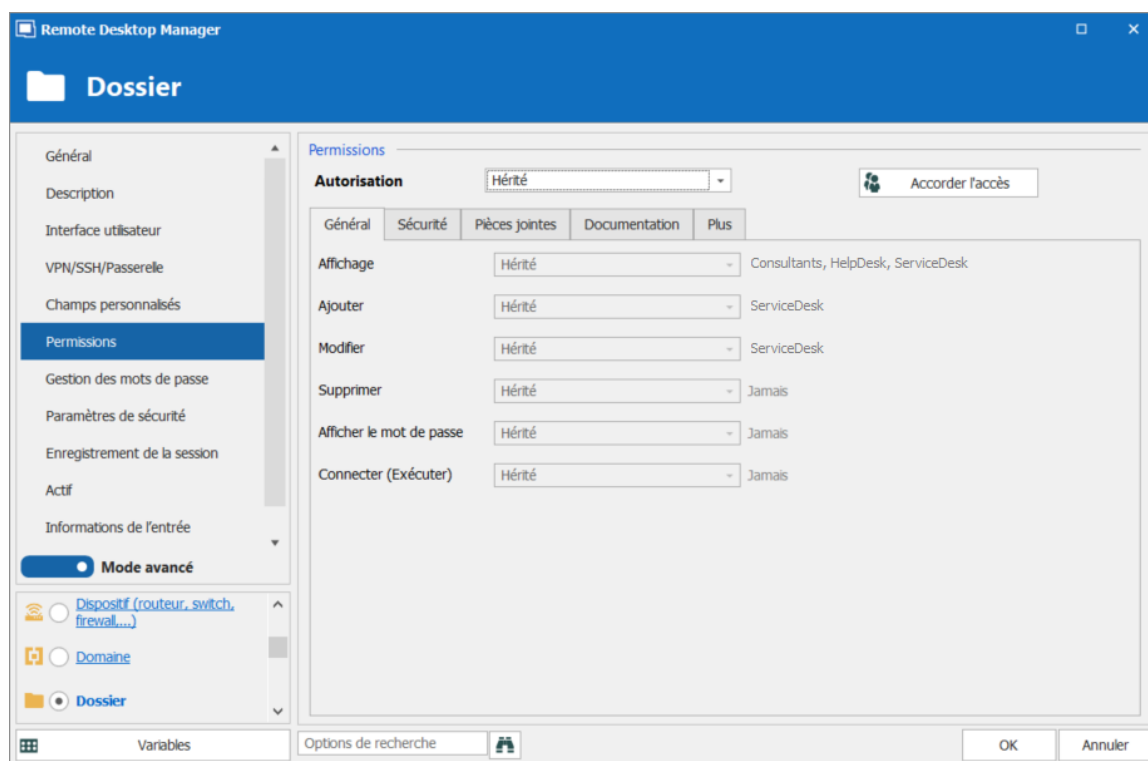 Remote Desktop Manager
Dossier
Général
Description
Interface utilisateur
VPN/SSH/Passerelle
Champs personnalisés
Permissions
Gestion des mots de passe
Paramètres de sécurité
Enregistrement de la session
Actif
Informations de l'entrée
Mode avancé
Dispositif (routeur, switch,
firewall,...)
Domaine
Dossier
Variables
Permissions
Autorisation Hérité Accorder l'accès
Général Sécurité Pièces jointes Documentation Plus
Affichage Hérité Consultants, HelpDesk, ServiceDesk
Ajouter Hérité ServiceDesk
Modifier Hérité ServiceDesk
Supprimer Hérité Jamais
Afficher le mot de passe Hérité Jamais
Connecter (Exécuter) Hérité Jamais
Options de recherche OK Annuler